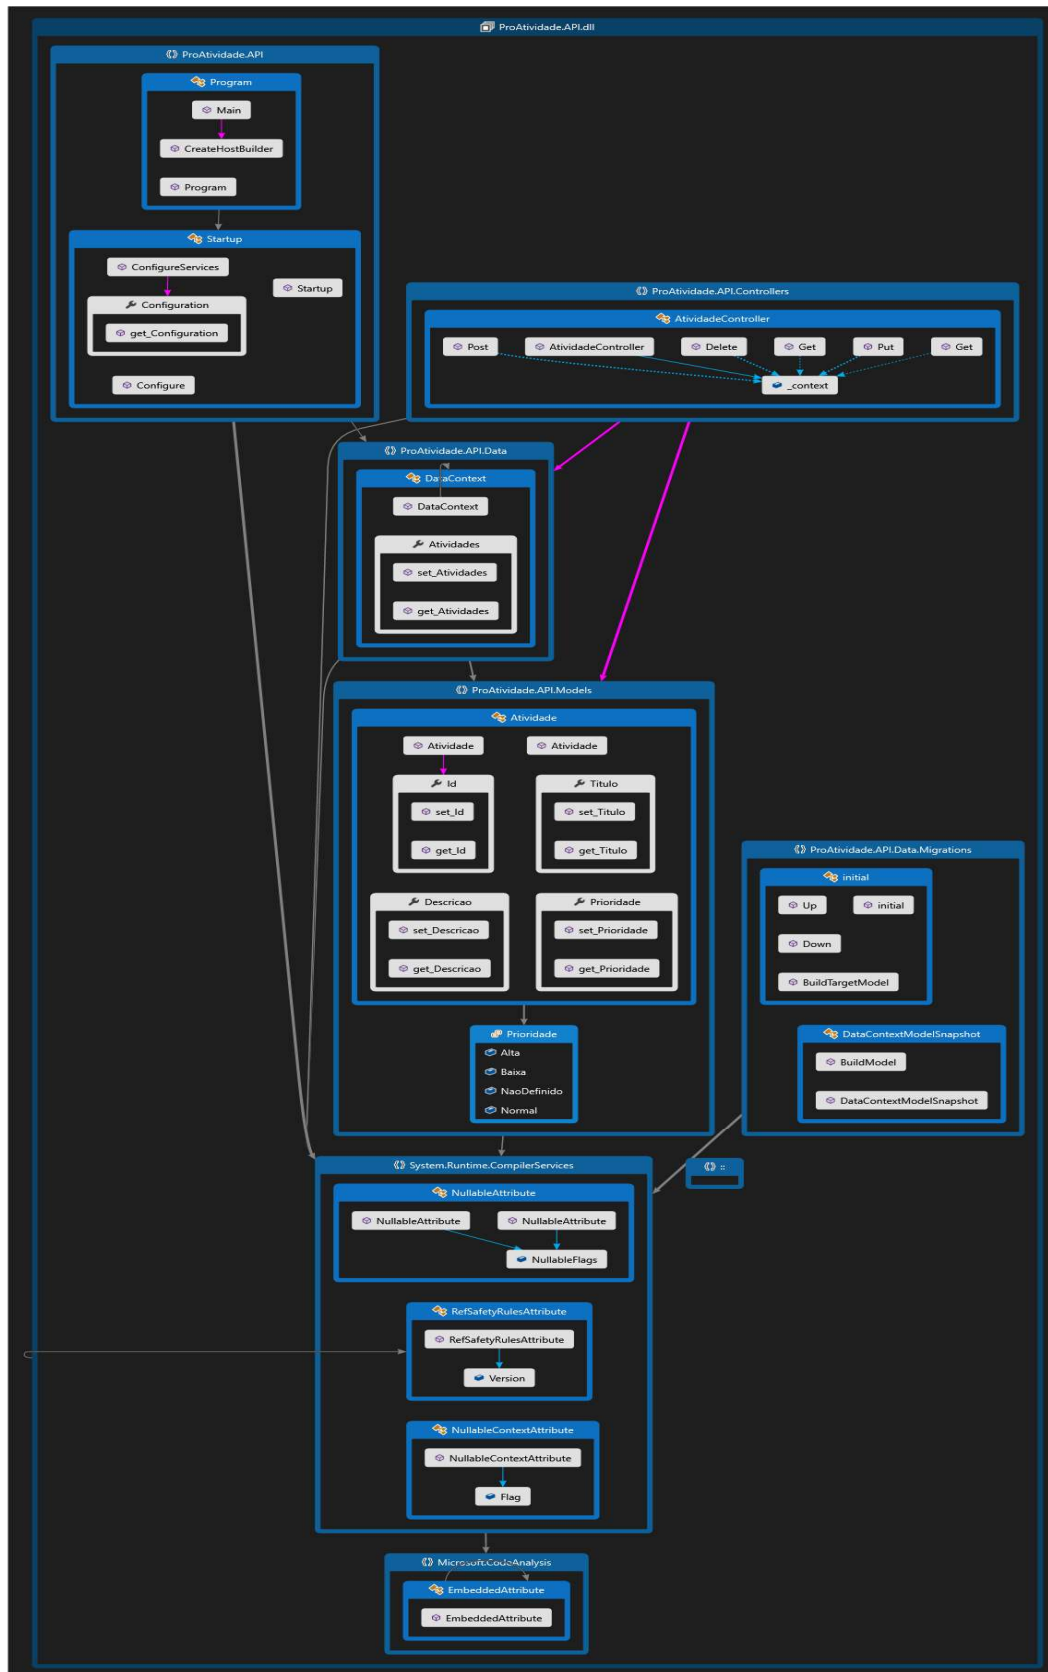 ProAtividade.API.dll
ProAtividade.API
Program
Main
CreateHostBuilder
Program
Startup
ConfigureServices
Startup
Configuration
get_Configuration
Configure
ProAtividade.API.Controllers
AtividadeController
Post AtividadeController Delete Get Put Get
_context
ProAtividade.API.Data
DataContext
DataContext
Atividades
set_Atividades
get_Atividades
ProAtividade.API.Models
Atividade
Atividade Atividade
Id Titulo
set_Id set_Titulo
get_Id get_Titulo
Descricao Prioridade
set_Descricao set_Prioridade
get_Descricao get_Prioridade
Prioridade
Alta
Baixa
NaoDefinido
Normal
ProAtividade.API.Data.Migrations
initial
Up initial
Down
BuildTargetModel
DataContextModelSnapshot
BuildModel
DataContextModelSnapshot
::
System.Runtime.CompilerServices
NullableAttribute
NullableAttribute NullableAttribute
NullableFlags
RefSafetyRulesAttribute
RefSafetyRulesAttribute
Version
NullableContextAttribute
NullableContextAttribute
Flag
Microsoft.CodeAnalysis
EmbeddedAttribute
EmbeddedAttribute